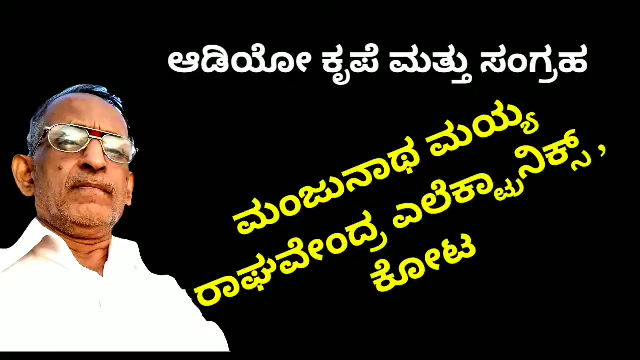 ಆಡಿಯೋ ಕೃಪೆ ಮತ್ತು ಸಂಗ್ರಹ
ಮಂಜುನಾಥ ಮಯ್ಯ
ರಾಘವೇಂದ್ರ ಎಲೆಕ್ಟ್ರಾನಿಕ್ಸ್ ,
ಕೋಟ